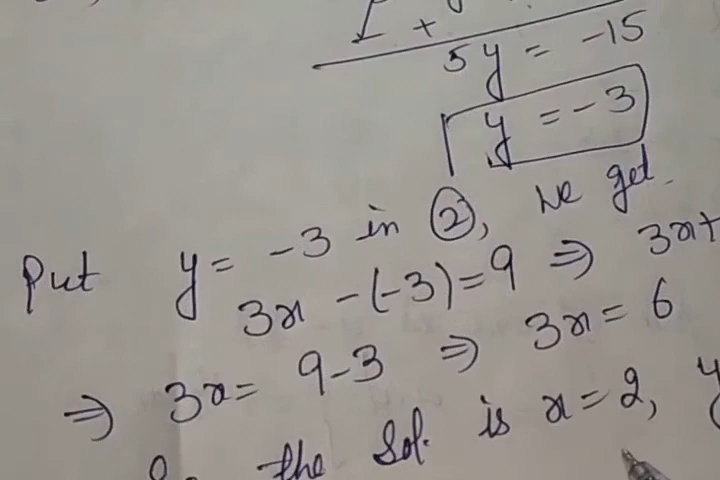 +
5y = -15
y = -3
Put y = -3 in ②, we get.
3x - (-3) = 9 ⇒ 3x+
⇒ 3x = 9-3 ⇒ 3x = 6
the Sol. is x = 2, y